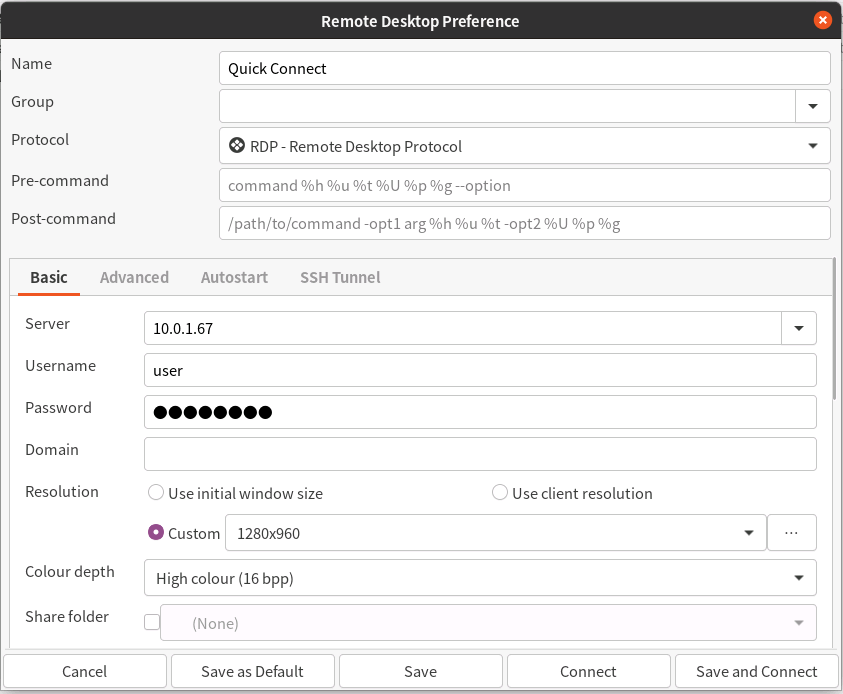 Remote Desktop Preference
Name
Quick Connect
Group
Protocol
RDP - Remote Desktop Protocol
Pre-command
command %h %u %t %U %p %g --option
Post-command
/path/to/command -opt1 arg %h %u %t -opt2 %U %p %g
Basic Advanced Autostart SSH Tunnel
Server
10.0.1.67
Username
user
Password
●●●●●●●●
Domain
Resolution
Use initial window size Use client resolution
Custom 1280x960 ...
Colour depth
High colour (16 bpp)
Share folder
(None)
Cancel Save as Default Save Connect Save and Connect